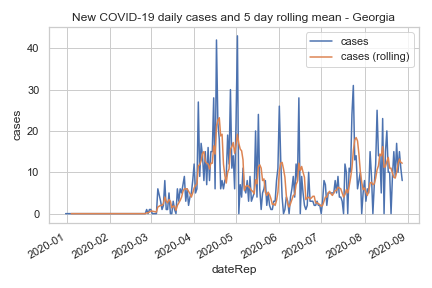 New COVID-19 daily cases and 5 day rolling mean - Georgia
cases
cases (rolling)
cases
40
30
20
10
0
2020-01
2020-02
2020-03
2020-04
2020-05
2020-06
2020-07
2020-08
2020-09
dateRep